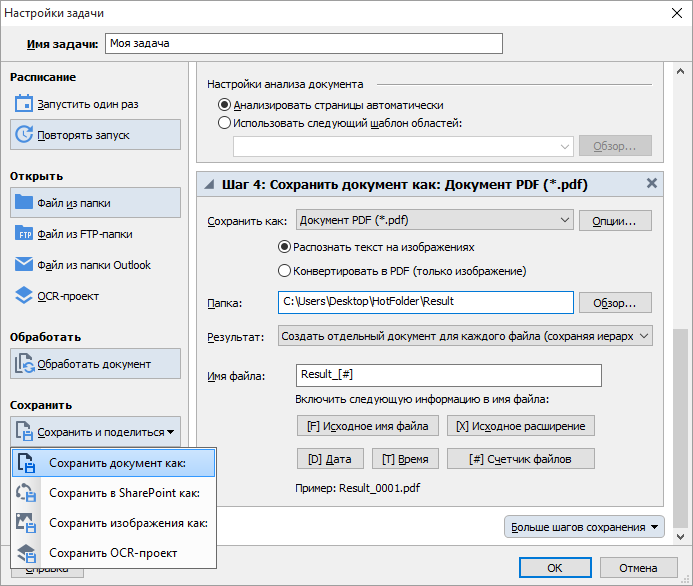 Настройки задачи
Имя задачи: Моя задача
Расписание
Запустить один раз
Повторять запуск
Открыть
Файл из папки
Файл из FTP-папки
Файл из папки Outlook
OCR-проект
Обработать
Обработать документ
Сохранить
Сохранить и поделиться
Сохранить документ как:
Сохранить в SharePoint как:
Сохранить изображения как:
Сохранить OCR-проект
Справка
Настройки анализа документа
Анализировать страницы автоматически
Использовать следующий шаблон областей:
Обзор...
Шаг 4: Сохранить документ как: Документ PDF (*.pdf)
Сохранить как: Документ PDF (*.pdf) Опции...
Распознать текст на изображениях
Конвертировать в PDF (только изображение)
Папка: C:\Users\Desktop\HotFolder\Result Обзор...
Результат: Создать отдельный документ для каждого файла (сохраняя иерарх
Имя файла: Result_[#]
Включить следующую информацию в имя файла:
[F] Исходное имя файла [X] Исходное расширение
[D] Дата [T] Время [#] Счетчик файлов
Пример: Result_0001.pdf
Больше шагов сохранения
OK Отмена
FTP